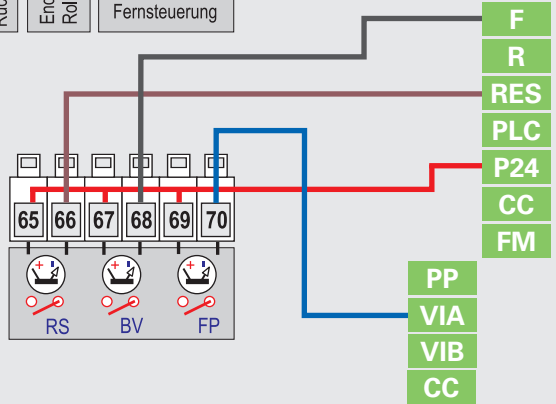 Fernsteuerung
F
R
RES
PLC
P24
CC
FM
65 66 67 68 69 70
RS BV FP
PP
VIA
VIB
CC